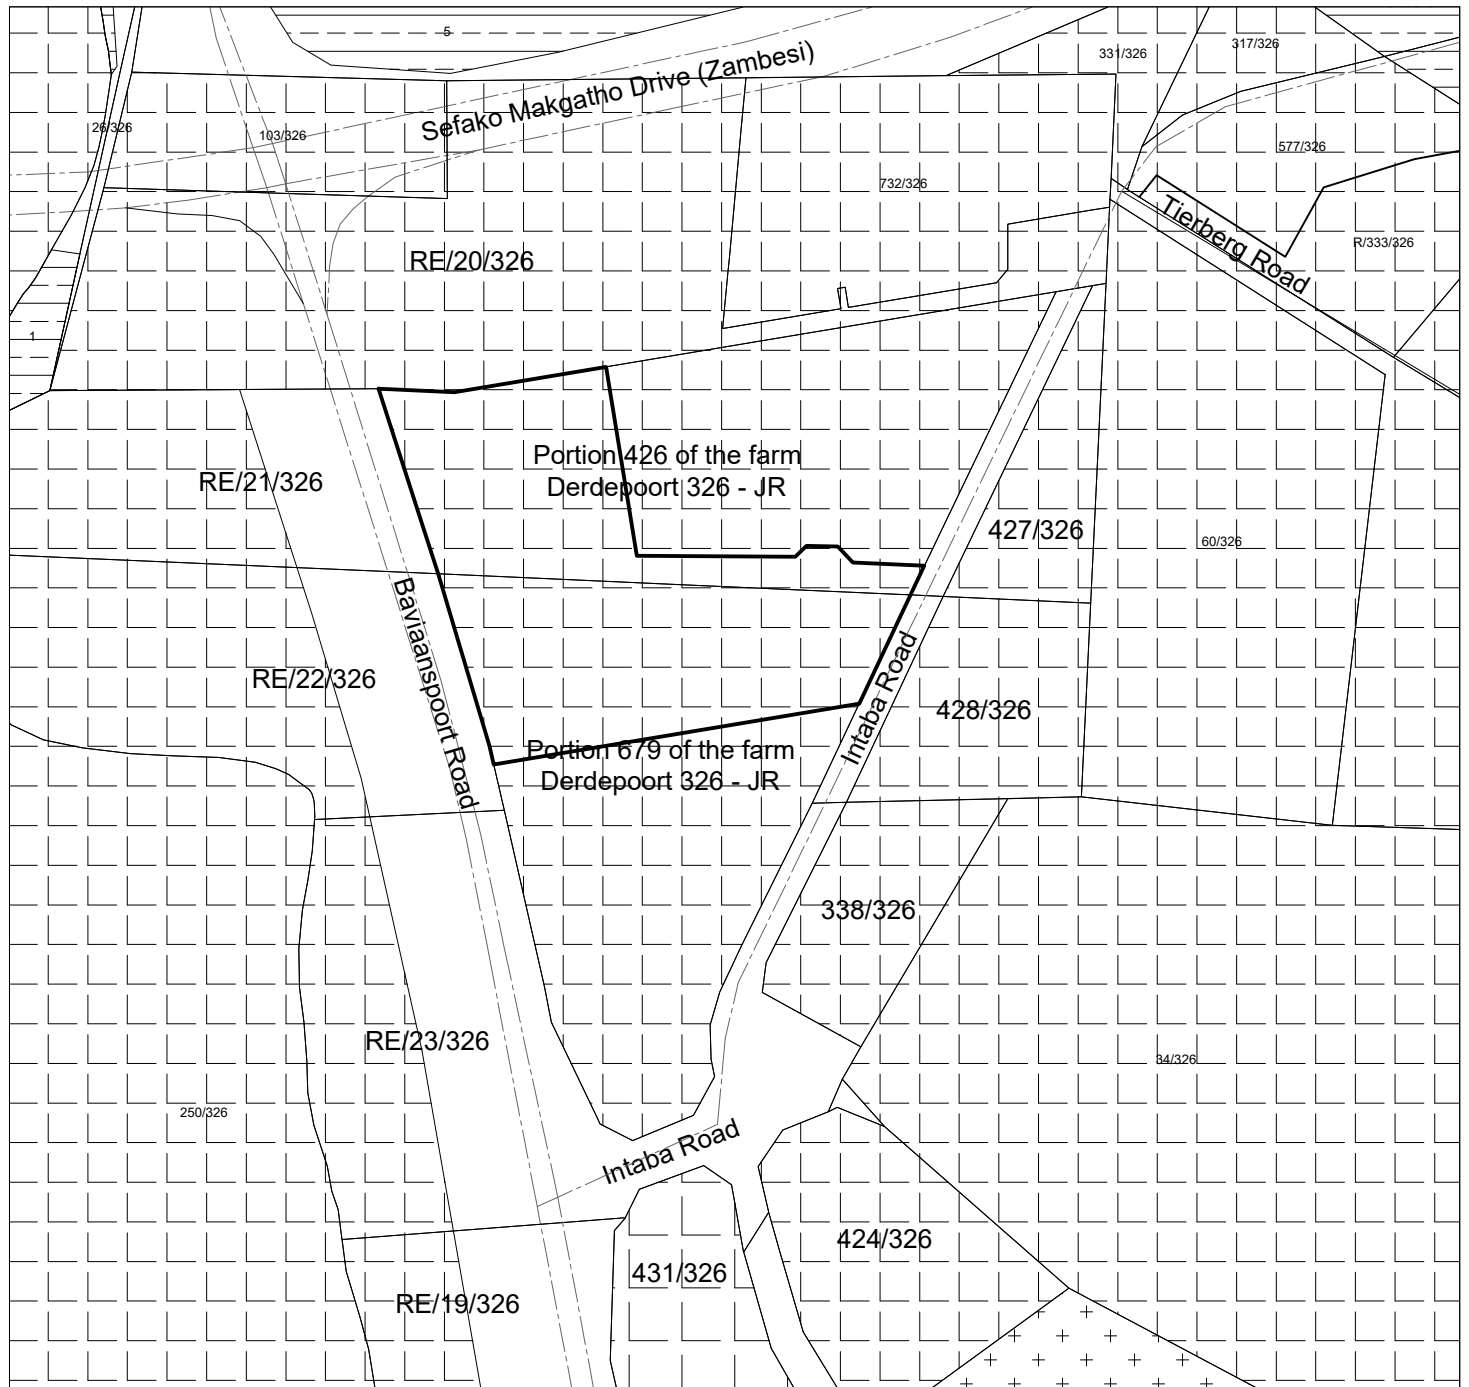 5
331/326
317/326
Sefako Makgatho Drive (Zambesi)
26/326
103/326
577/326
732/326
Tierberg Road
R/333/326
RE/20/326
1
Portion 426 of the farm
Derdepoort 326 - JR
RE/21/326
427/326
60/326
Baviaanspoort Road
Intaba Road
RE/22/326
428/326
Portion 679 of the farm
Derdepoort 326 - JR
338/326
RE/23/326
34/326
250/326
Intaba Road
424/326
431/326
RE/19/326